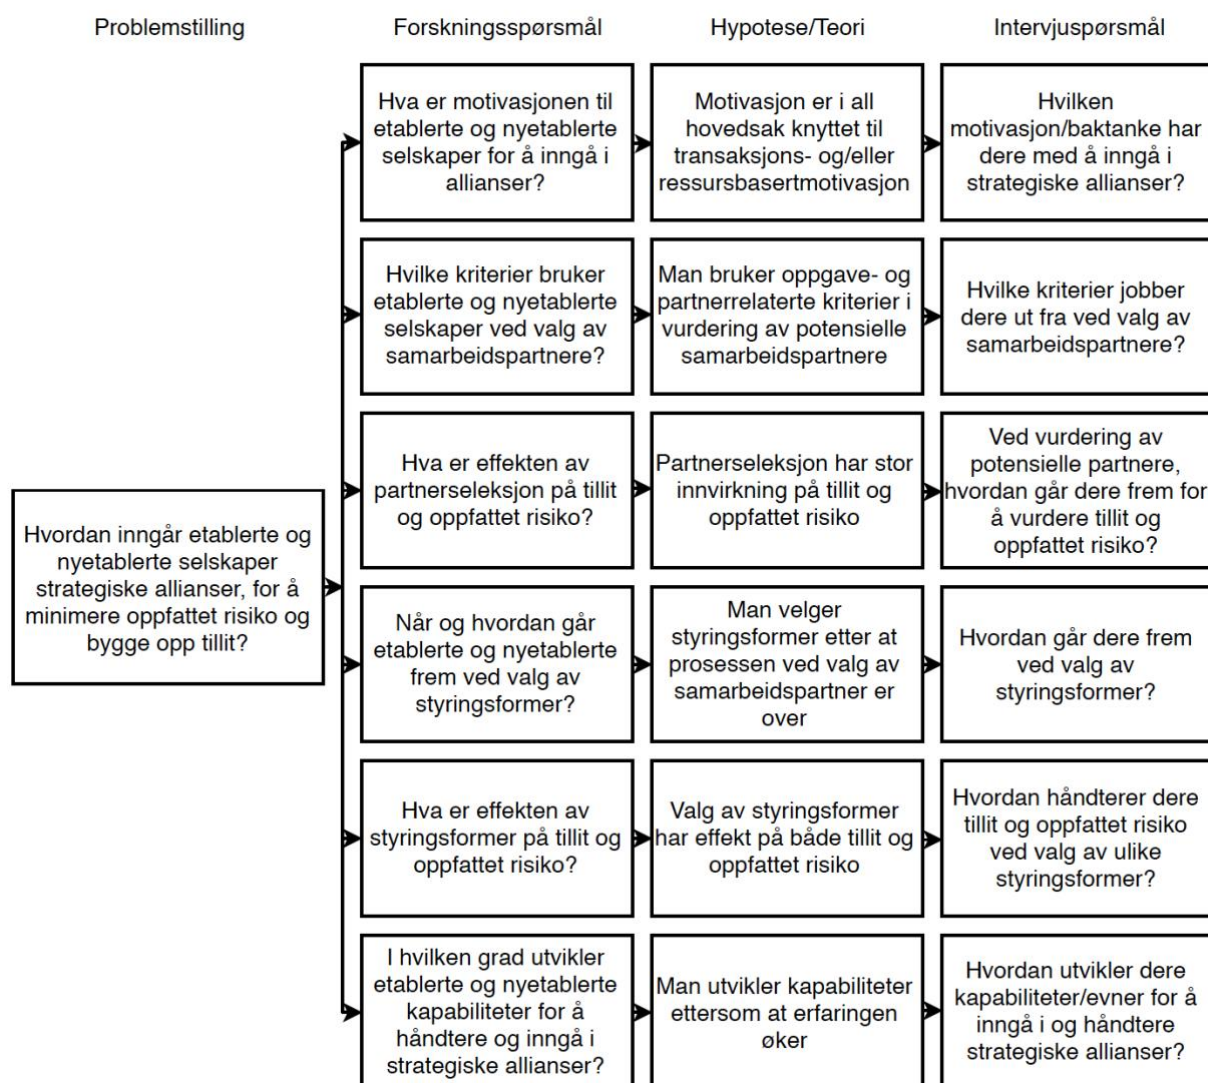 Problemstilling
Forskningsspørsmål
Hypotese/Teori
Intervjuspørsmål
Hvordan inngår etablerte og
nyetablerte selskaper
strategiske allianser, for å
minimere oppfattet risiko og
bygge opp tillit?
Hva er motivasjonen til
etablerte og nyetablerte
selskaper for å inngå i
allianser?
Motivasjon er i all
hovedsak knyttet til
transaksjons- og/eller
ressursbasertmotivasjon
Hvilken
motivasjon/baktanke har
dere med å inngå i
strategiske allianser?
Hvilke kriterier bruker
etablerte og nyetablerte
selskaper ved valg av
samarbeidspartnere?
Man bruker oppgave- og
partnerrelaterte kriterier i
vurdering av potensielle
samarbeidspartnere
Hvilke kriterier jobber
dere ut fra ved valg av
samarbeidspartnere?
Hva er effekten av
partnerseleksjon på tillit
og oppfattet risiko?
Partnerseleksjon har stor
innvirkning på tillit og
oppfattet risiko
Ved vurdering av
potensielle partnere,
hvordan går dere frem for
å vurdere tillit og
oppfattet risiko?
Når og hvordan går
etablerte og nyetablerte
frem ved valg av
styringsformer?
Man velger
styringsformer etter at
prosessen ved valg av
samarbeidspartner er
over
Hvordan går dere frem
ved valg av
styringsformer?
Hva er effekten av
styringsformer på tillit og
oppfattet risiko?
Valg av styringsformer
har effekt på både tillit og
oppfattet risiko
Hvordan håndterer dere
tillit og oppfattet risiko
ved valg av ulike
styringsformer?
I hvilken grad utvikler
etablerte og nyetablerte
kapabiliteter for å
håndtere og inngå i
strategiske allianser?
Man utvikler kapabiliteter
ettersom at erfaringen
øker
Hvordan utvikler dere
kapabiliteter/evner for å
inngå i og håndtere
strategiske allianser?